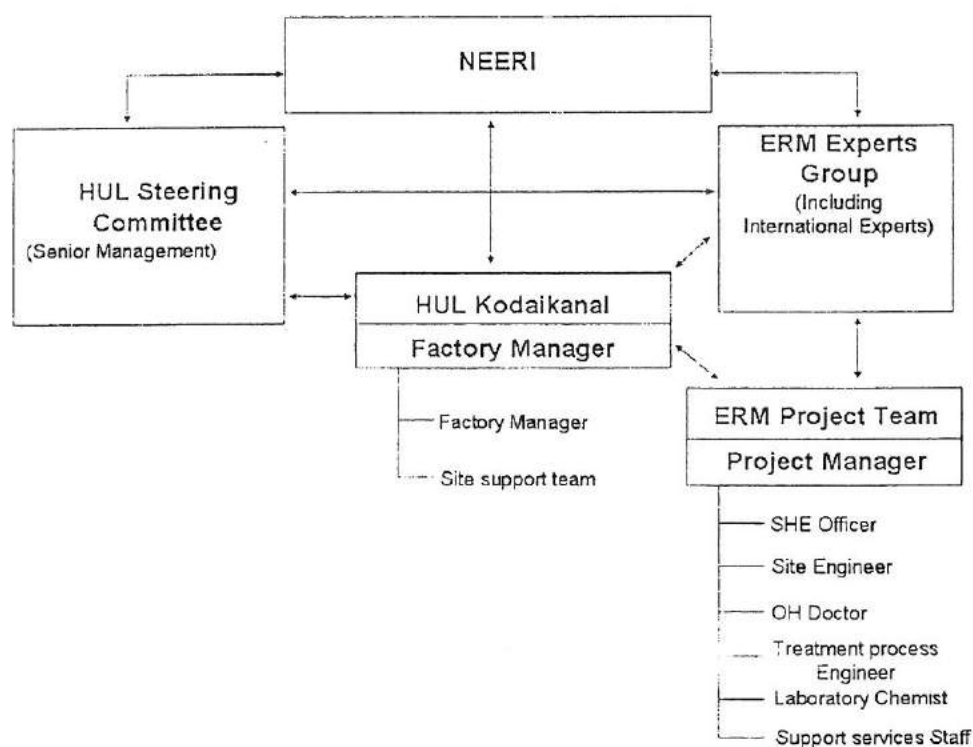 NEERI
HUL Steering
Committee
(Senior Management)
ERM Experts
Group
(Including
International Experts)
HUL Kodaikanal
Factory Manager
Factory Manager
Site support team
ERM Project Team
Project Manager
SHE Officer
Site Engineer
OH Doctor
Treatment process
Engineer
Laboratory Chemist
Support services Staff